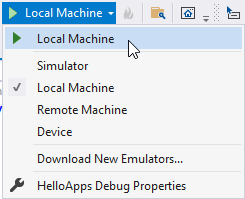 Local Machine
Local Machine
Simulator
Local Machine
Remote Machine
Device
Download New Emulators...
HelloApps Debug Properties